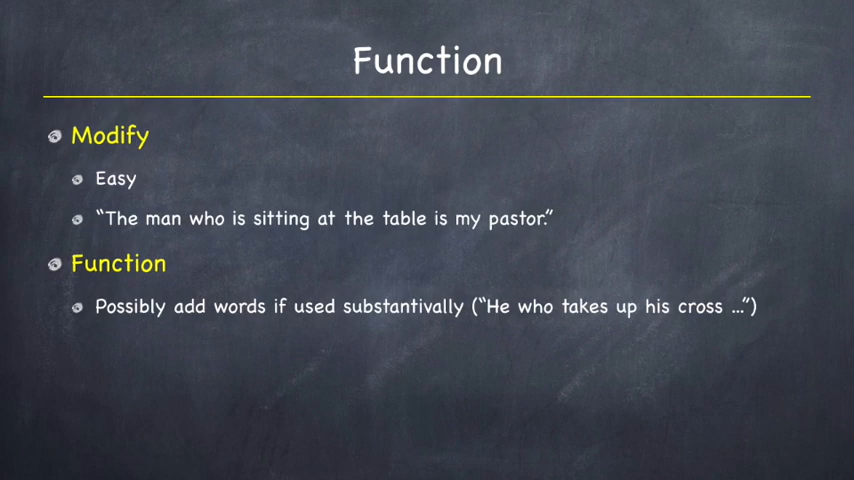 Function
Modify
Easy
“The man who is sitting at the table is my pastor.”
Function
Possibly add words if used substantivally (“He who takes up his cross …”)